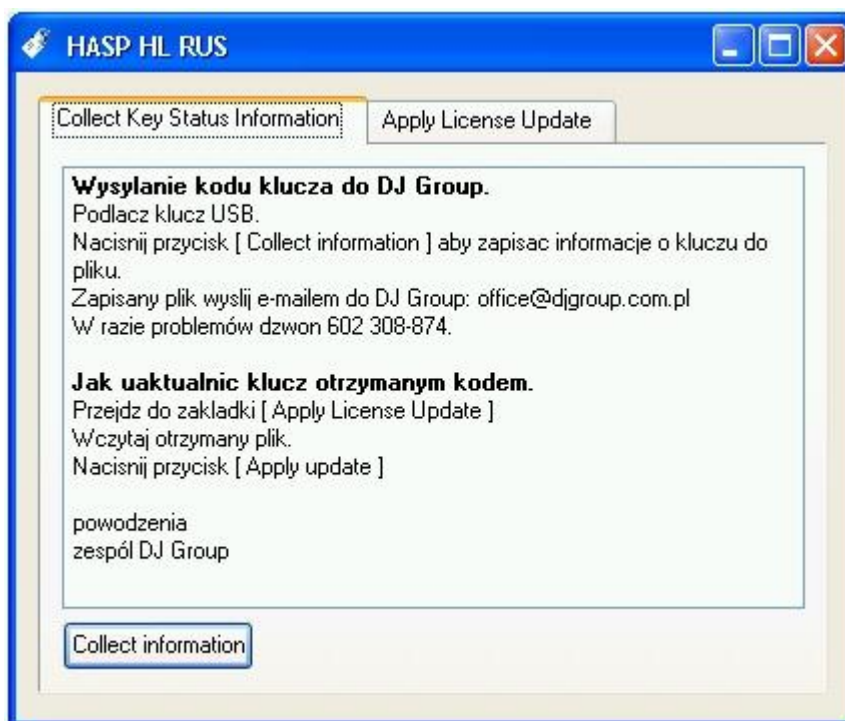 HASP HL RUS
Collect Key Status Information
Apply License Update
Wysylanie kodu klucza do DJ Group.
Podlacz klucz USB.
Nacisnij przycisk [ Collect information ] aby zapisac informacje o kluczu do
pliku.
Zapisany plik wyslij e-mailem do DJ Group: office@djgroup.com.pl
W razie problemów dzwon 602 308-874.
Jak uaktualnic klucz otrzymanym kodem.
Przejdz do zakladki [ Apply License Update ]
Wczytaj otrzymany plik.
Nacisnij przycisk [ Apply update ]
powodzenia
zespól DJ Group
Collect information